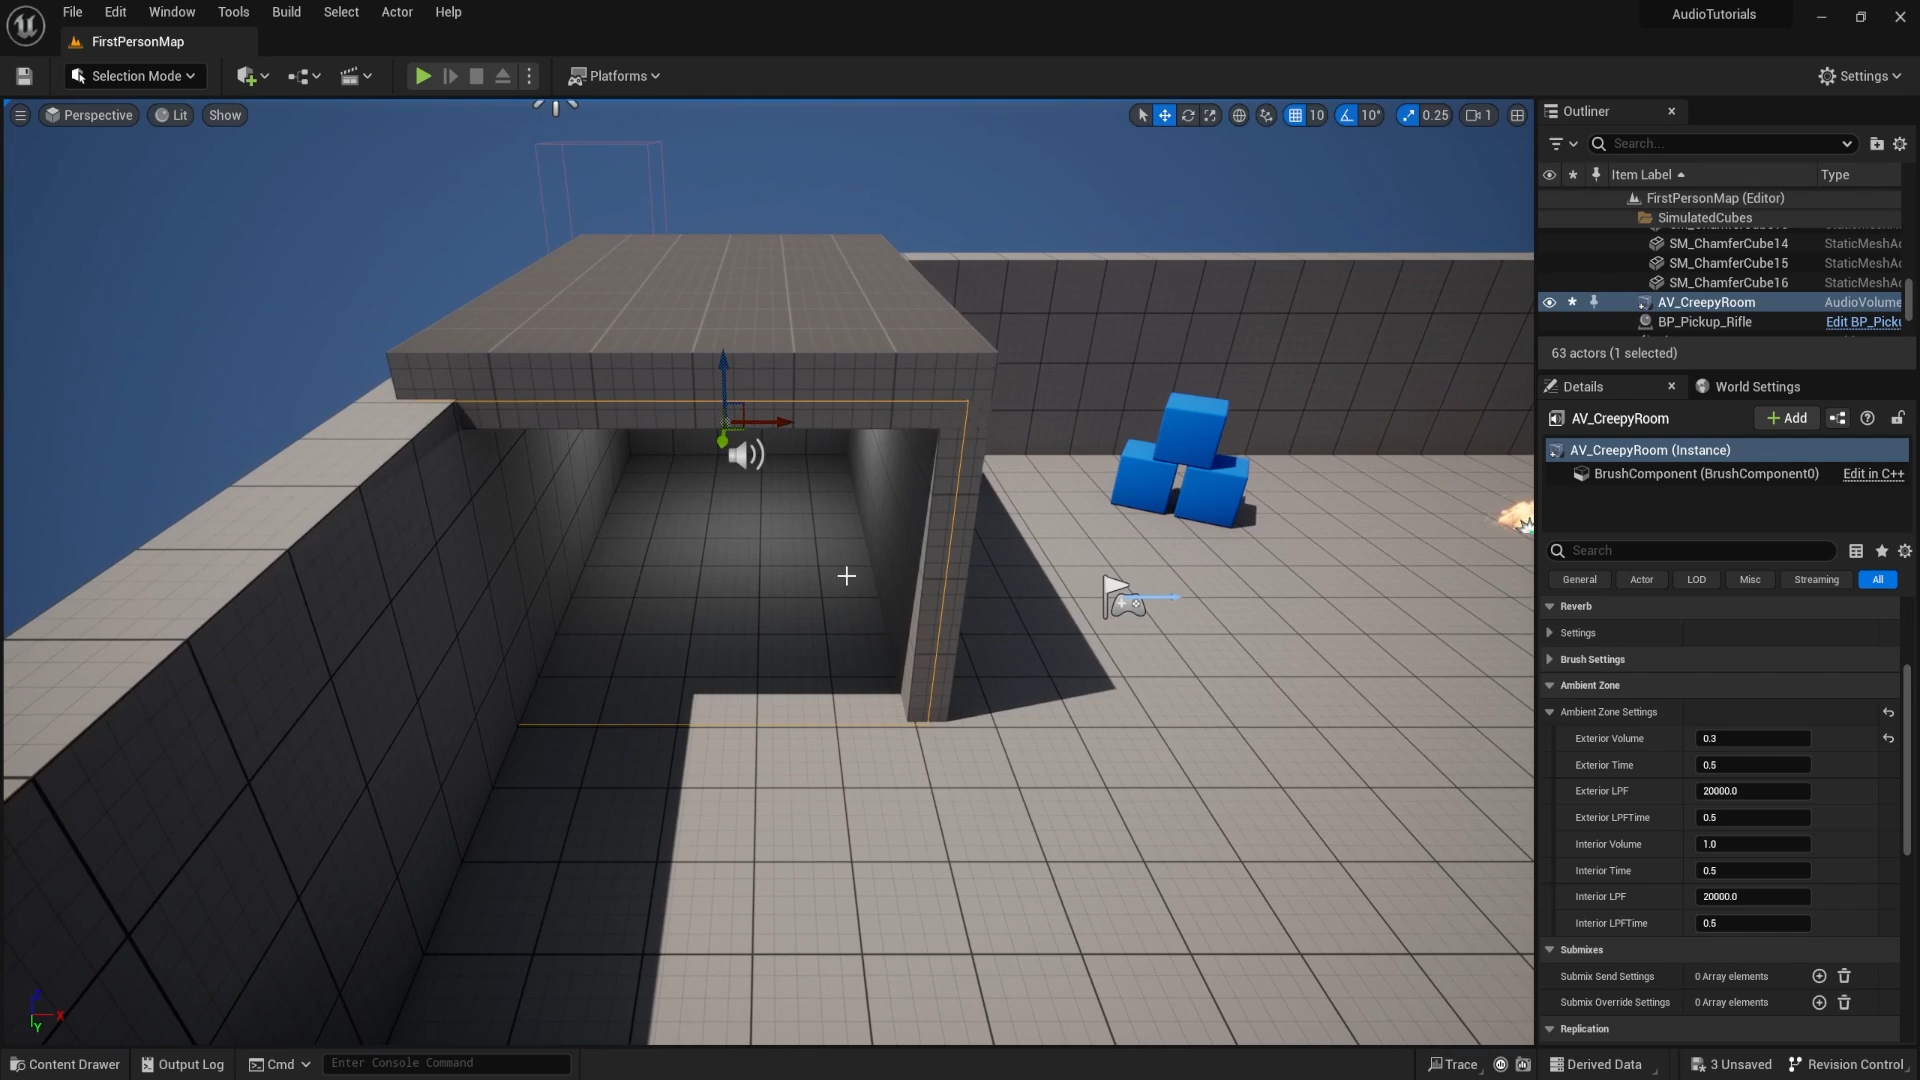 File Edit Window Tools Build Select Actor Help
AudioTutorials
FirstPersonMap
Selection Mode
Platforms
Settings
Perspective Lit Show
10 10° 0.25 1
Outliner
Search...
Item Label Type
FirstPersonMap (Editor)
SimulatedCubes
SM_ChamferCube14 StaticMeshAc
SM_ChamferCube15 StaticMeshAc
SM_ChamferCube16 StaticMeshAc
AV_CreepyRoom AudioVolume
BP_Pickup_Rifle Edit BP_Picku
63 actors (1 selected)
Details World Settings
AV_CreepyRoom Add
AV_CreepyRoom (Instance)
BrushComponent (BrushComponent0) Edit in C++
Search
General Actor LOD Misc Streaming All
Reverb
Settings
Brush Settings
Ambient Zone
Ambient Zone Settings
Exterior Volume 0.3
Exterior Time 0.5
Exterior LPF 20000.0
Exterior LPFTime 0.5
Interior Volume 1.0
Interior Time 0.5
Interior LPF 20000.0
Interior LPFTime 0.5
Submixes
Submix Send Settings 0 Array elements
Submix Override Settings 0 Array elements
Replication
Z
X
Y
Content Drawer Output Log Cmd Enter Console Command Trace Derived Data 3 Unsaved Revision Control